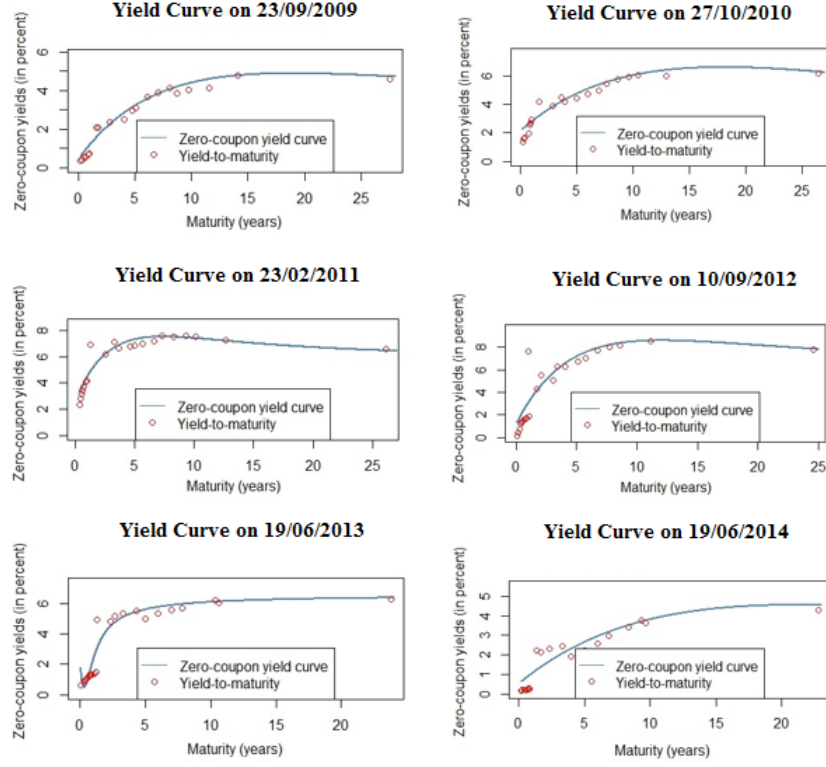 Yield Curve on 23/09/2009
Zero-coupon yields (in percent)
6
4
2
0
Zero-coupon yield curve
Yield-to-maturity
0 5 10 15 20 25
Maturity (years)
Yield Curve on 27/10/2010
Zero-coupon yields (in percent)
8
6
4
2
0
Zero-coupon yield curve
Yield-to-maturity
0 5 10 15 20 25
Maturity (years)
Yield Curve on 23/02/2011
Zero-coupon yields (in percent)
8
6
4
2
0
Zero-coupon yield curve
Yield-to-maturity
0 5 10 15 20 25
Maturity (years)
Yield Curve on 10/09/2012
Zero-coupon yields (in percent)
8
6
4
2
0
Zero-coupon yield curve
Yield-to-maturity
0 5 10 15 20 25
Maturity (years)
Yield Curve on 19/06/2013
Zero-coupon yields (in percent)
6
4
2
0
Zero-coupon yield curve
Yield-to-maturity
0 5 10 15 20
Maturity (years)
Yield Curve on 19/06/2014
Zero-coupon yields (in percent)
5
4
3
2
1
0
Zero-coupon yield curve
Yield-to-maturity
0 5 10 15 20
Maturity (years)